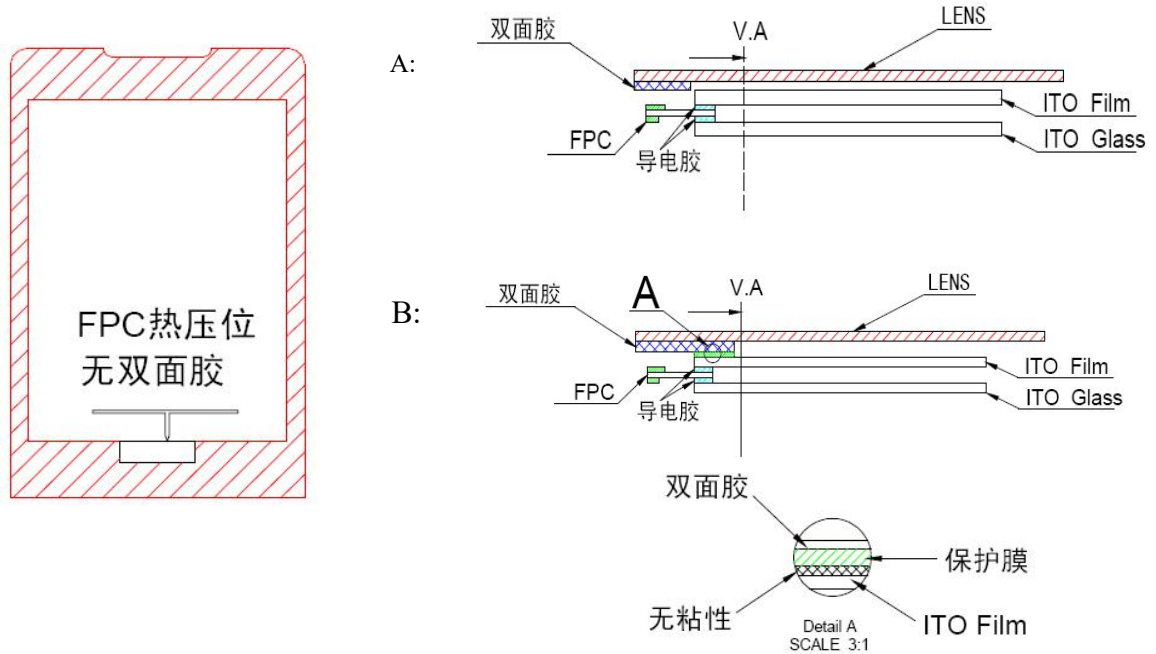 FPC热压位
无双面胶
A:
双面胶
V.A
LENS
ITO Film
ITO Glass
FPC
导电胶
B:
双面胶
A
V.A
LENS
ITO Film
ITO Glass
FPC
导电胶
双面胶
保护膜
无粘性
ITO Film
Detail A
SCALE 3:1